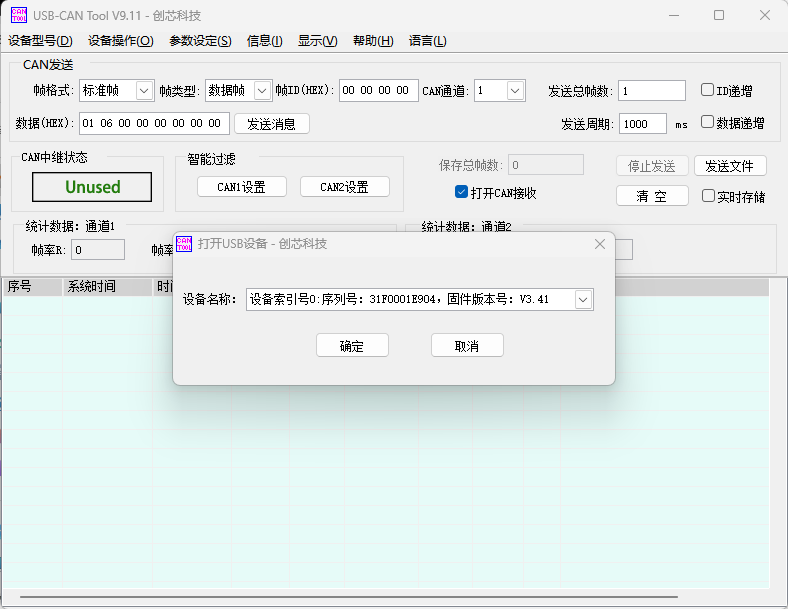 USB-CAN Tool V9.11 - 创芯科技
设备型号(D) 设备操作(O) 参数设定(S) 信息(I) 显示(V) 帮助(H) 语言(L)
CAN发送
帧格式: 标准帧 帧类型: 数据帧 帧ID(HEX): 00 00 00 00 CAN通道: 1 发送总帧数: 1 ID递增
数据(HEX): 01 06 00 00 00 00 00 00 发送消息 发送周期: 1000 ms 数据递增
CAN中继状态 智能过滤 保存总帧数: 0 停止发送 发送文件
Unused CAN1设置 CAN2设置 打开CAN接收 清 空 实时存储
统计数据: 通道1 统计数据: 通道2
帧率R: 0 帧率
CAN TOOL 打开USB设备 - 创芯科技
序号 系统时间 时间
设备名称: 设备索引号0:序列号: 31F0001E904, 固件版本号: V3.41
确定 取消